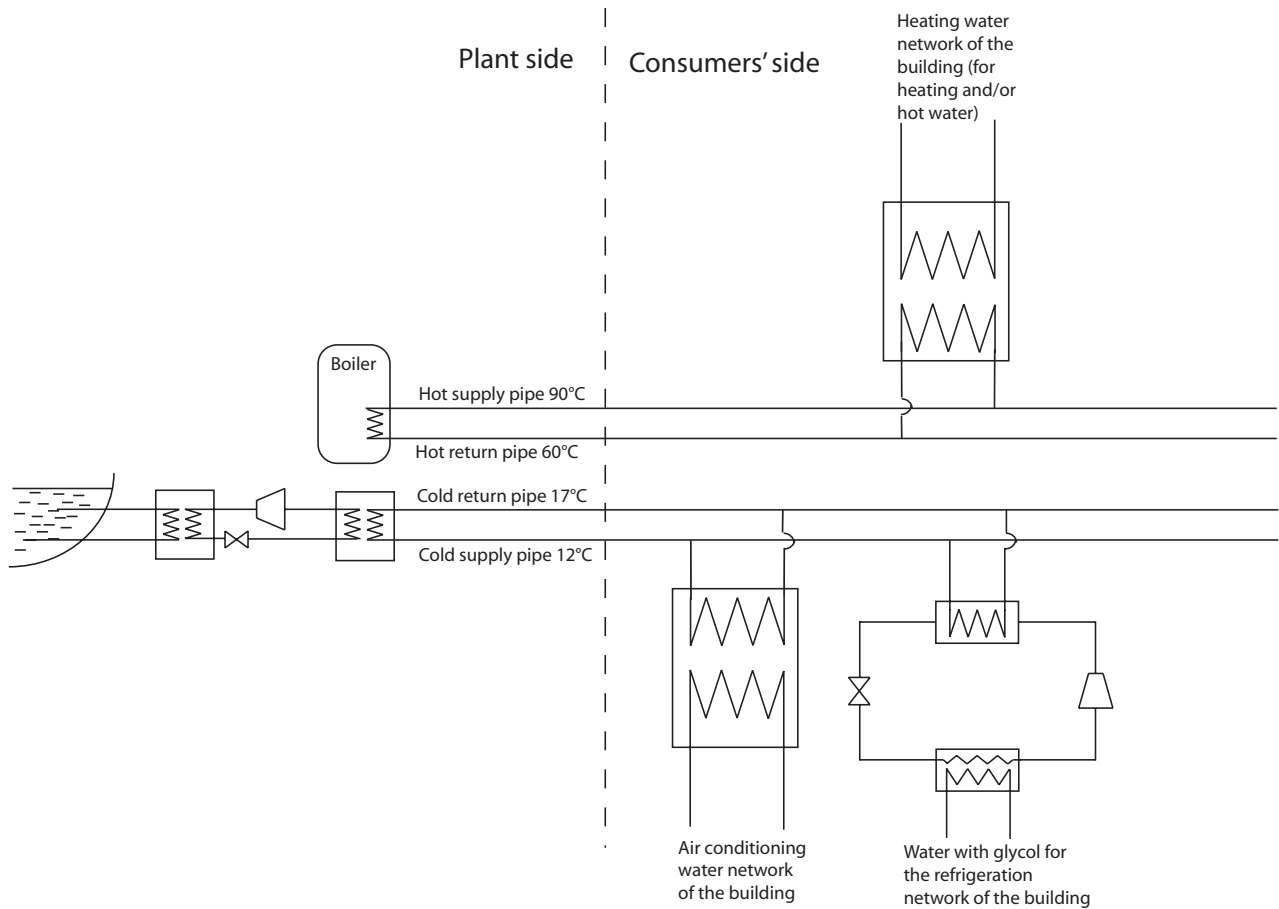 Heating water
network of the
building (for
heating and/or
hot water)
Plant side
Consumers’ side
Boiler
Hot supply pipe 90°C
Hot return pipe 60°C
Cold return pipe 17°C
Cold supply pipe 12°C
Air conditioning
water network
of the building
Water with glycol for
the refrigeration
network of the building